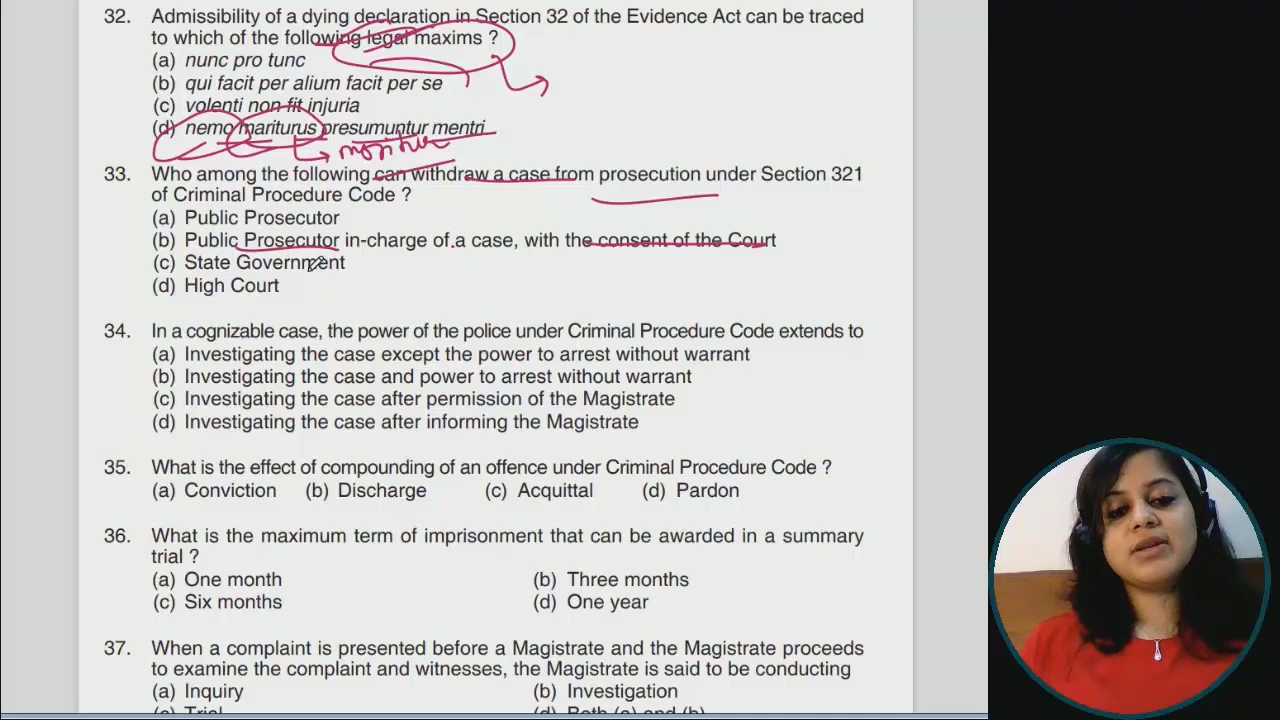 32. Admissibility of a dying declaration in Section 32 of the Evidence Act can be traced
to which of the following legal maxims ?
(a) nunc pro tunc
(b) qui facit per alium facit per se
(c) volenti non fit injuria
(d) nemo mariturus presumuntur mentri
33. Who among the following can withdraw a case from prosecution under Section 321
of Criminal Procedure Code ?
(a) Public Prosecutor
(b) Public Prosecutor in-charge of a case, with the consent of the Court
(c) State Government
(d) High Court
34. In a cognizable case, the power of the police under Criminal Procedure Code extends to
(a) Investigating the case except the power to arrest without warrant
(b) Investigating the case and power to arrest without warrant
(c) Investigating the case after permission of the Magistrate
(d) Investigating the case after informing the Magistrate
35. What is the effect of compounding of an offence under Criminal Procedure Code ?
(a) Conviction (b) Discharge (c) Acquittal (d) Pardon
36. What is the maximum term of imprisonment that can be awarded in a summary
trial ?
(a) One month (b) Three months
(c) Six months (d) One year
37. When a complaint is presented before a Magistrate and the Magistrate proceeds
to examine the complaint and witnesses, the Magistrate is said to be conducting
(a) Inquiry (b) Investigation
(c) Trial (d) Both (a) and (b)